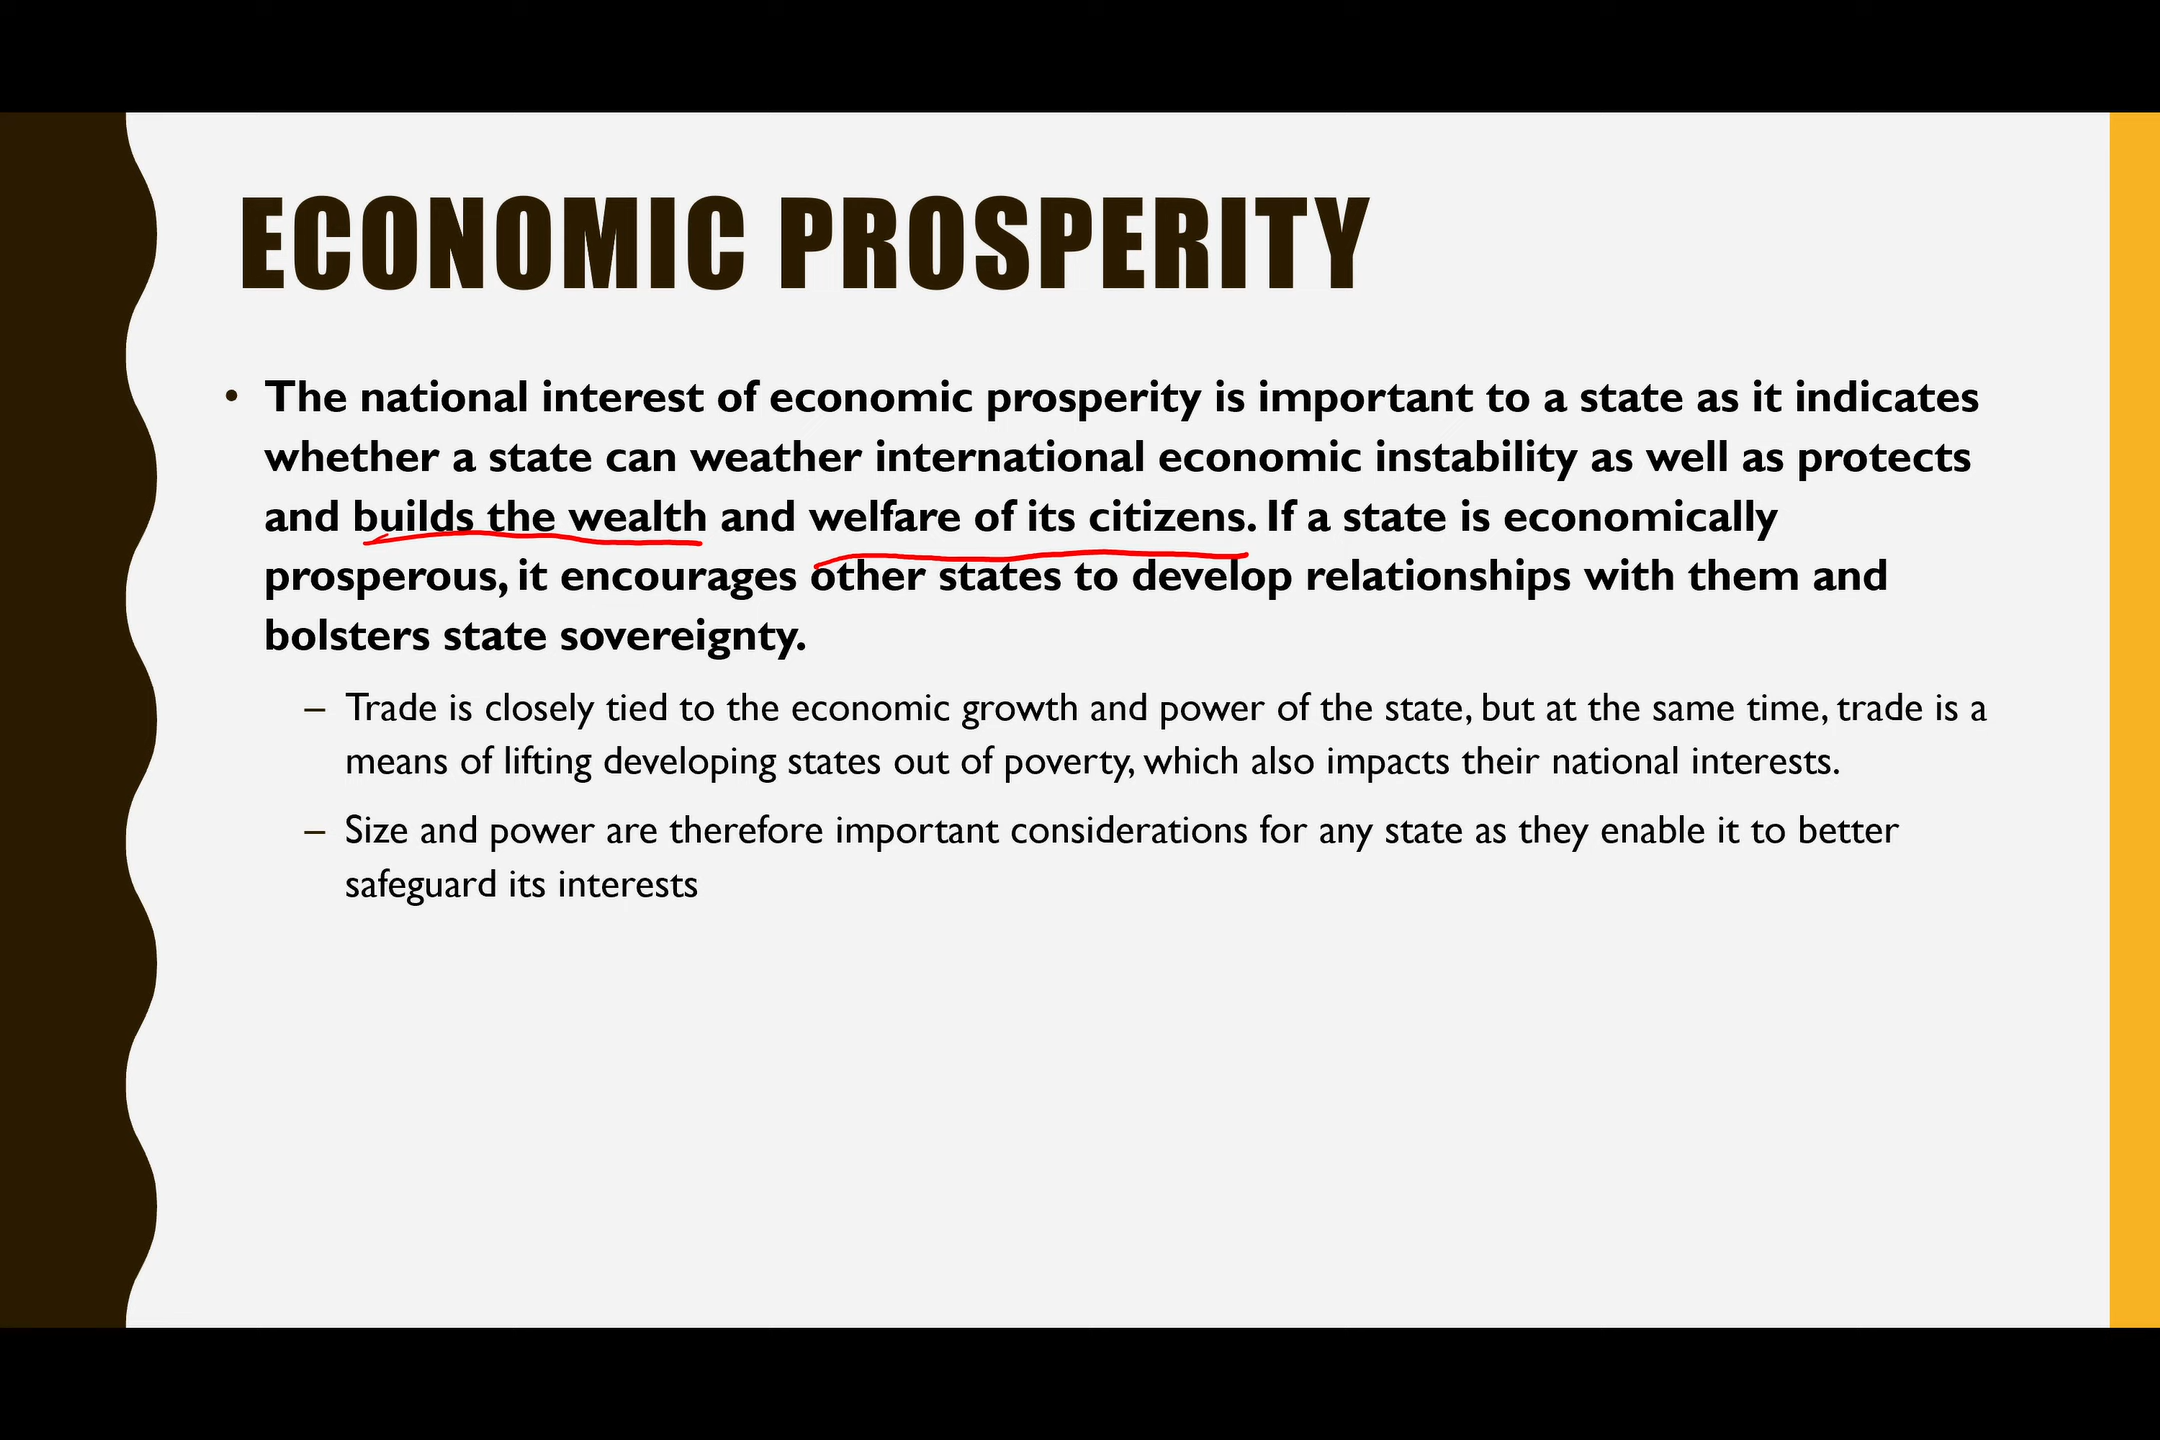 ECONOMIC PROSPERITY
• The national interest of economic prosperity is important to a state as it indicates
whether a state can weather international economic instability as well as protects
and builds the wealth and welfare of its citizens. If a state is economically
prosperous, it encourages other states to develop relationships with them and
bolsters state sovereignty.
– Trade is closely tied to the economic growth and power of the state, but at the same time, trade is a
means of lifting developing states out of poverty, which also impacts their national interests.
– Size and power are therefore important considerations for any state as they enable it to better
safeguard its interests